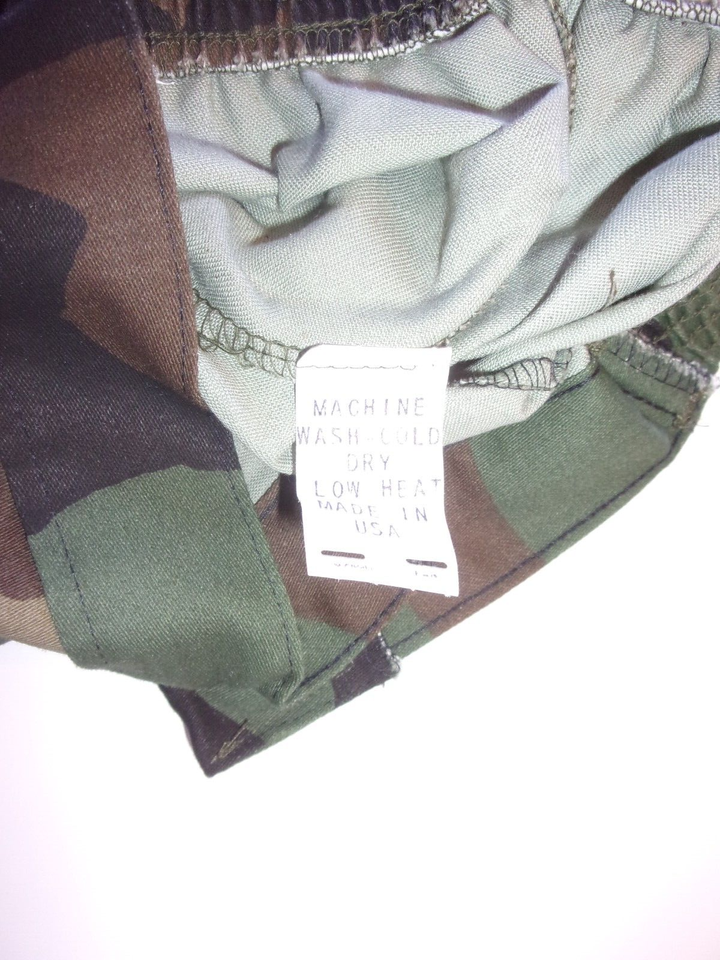 MACHINE
WASH-COLD
DRY
LOW HEAT
MADE IN
USA